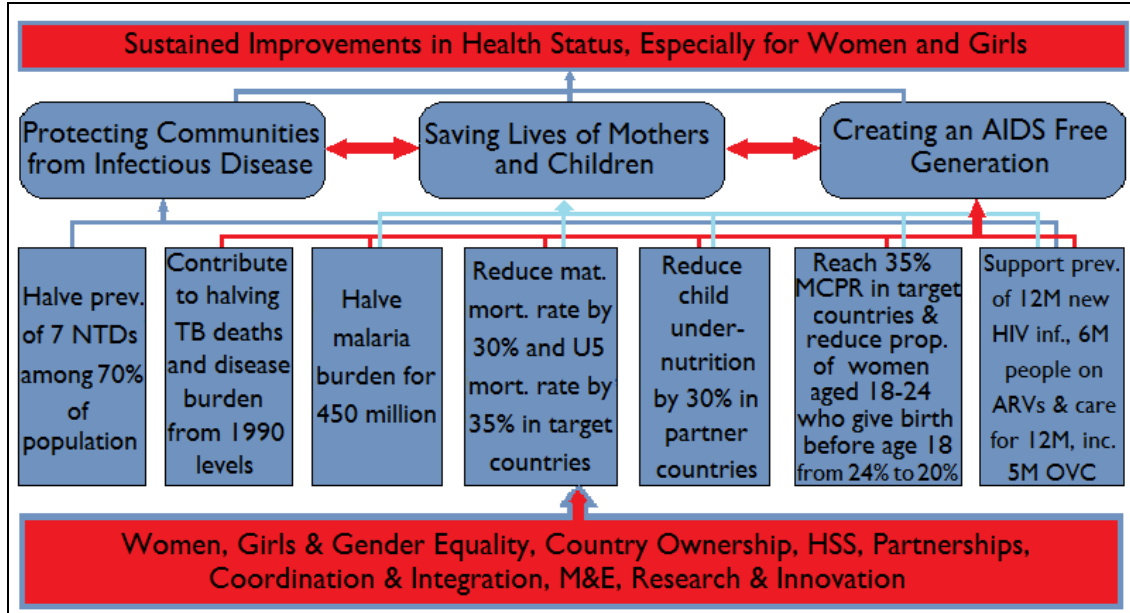 Sustained Improvements in Health Status, Especially for Women and Girls
Protecting Communities
from Infectious Disease
Saving Lives of Mothers
and Children
Creating an AIDS Free
Generation
Halve prev.
of 7 NTDs
among 70%
of
population
Contribute
to halving
TB deaths
and disease
burden
from 1990
levels
Halve
malaria
burden for
450 million
Reduce mat.
mort. rate by
30% and U5
mort. rate by
35% in target
countries
Reduce
child
under-
nutrition
by 30% in
partner
countries
Reach 35%
MCPR in target
countries &
reduce prop.
of women
aged 18-24
who give birth
before age 18
from 24% to 20%
Support prev.
of 12M new
HIV inf., 6M
people on
ARVs & care
for 12M, inc.
5M OVC
Women, Girls & Gender Equality, Country Ownership, HSS, Partnerships,
Coordination & Integration, M&E, Research & Innovation